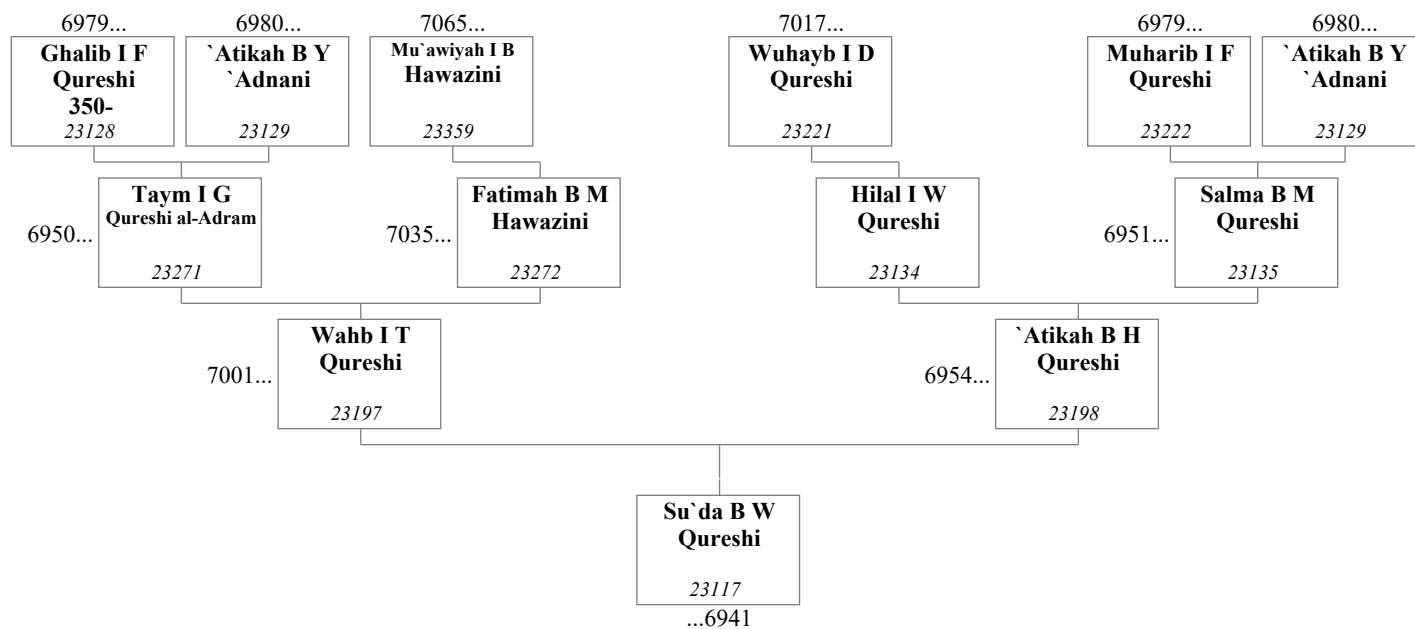 6979...
6980...
7065...
7017...
6979...
6980...
Ghalib I F
Qureshi
350-
23128
`Atikah B Y
`Adnani
23129
Mu`awiyah I B
Hawazini
23359
Wuhayb I D
Qureshi
23221
Muharib I F
Qureshi
23222
`Atikah B Y
`Adnani
23129
6950...
Taym I G
Qureshi al-Adram
23271
7035...
Fatimah B M
Hawazini
23272
Hilal I W
Qureshi
23134
6951...
Salma B M
Qureshi
23135
7001...
Wahb I T
Qureshi
23197
6954...
`Atikah B H
Qureshi
23198
Su`da B W
Qureshi
23117
...6941